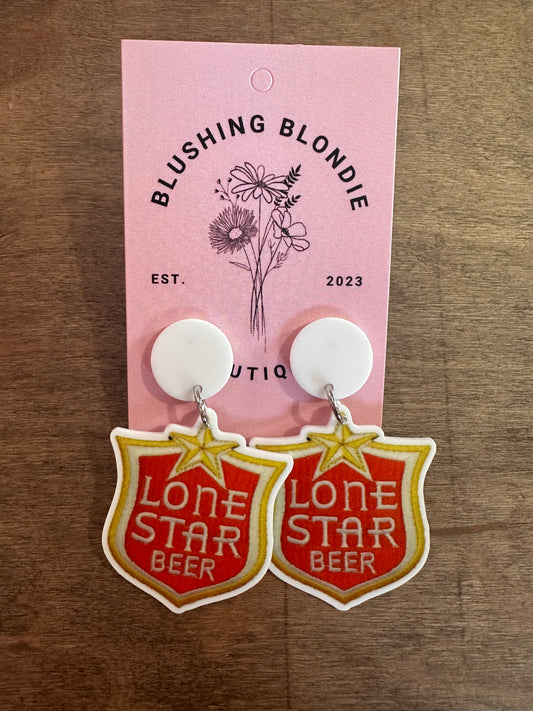 BLUSHING BLONDIE
EST. 2023
LONE
STAR
BEER
LONE
STAR
BEER